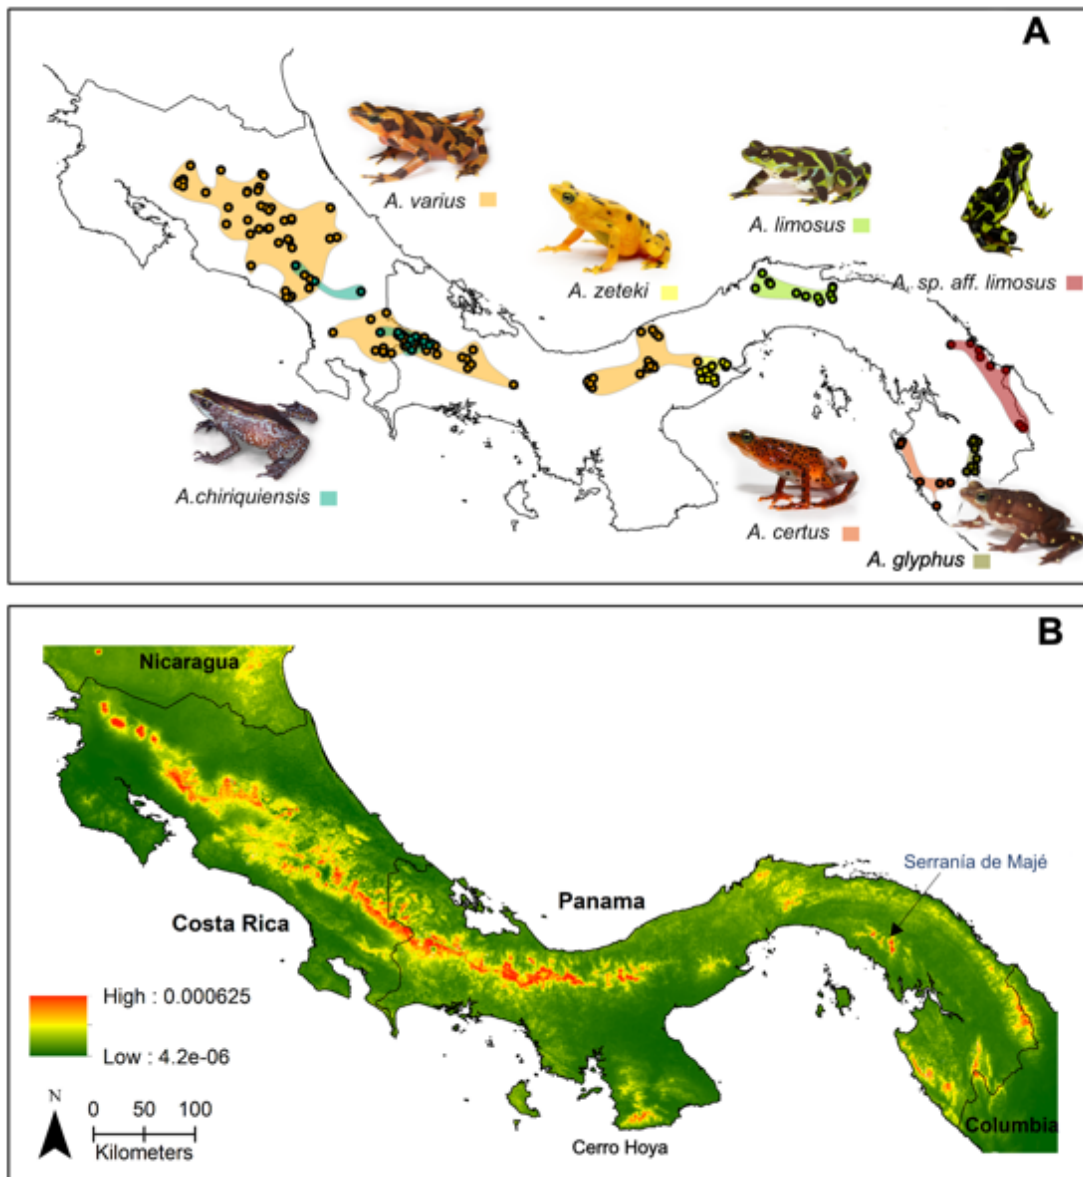 A
A. varius
A. limosus
A. zeteki
A. sp. aff. limosus
A.chiriquiensis
A. certus
A. glyphus
B
Nicaragua
Serranía de Majé
Panama
Costa Rica
High : 0.000625
Low : 4.2e-06
N
0 50 100
Kilometers
Columbia
Cerro Hoya